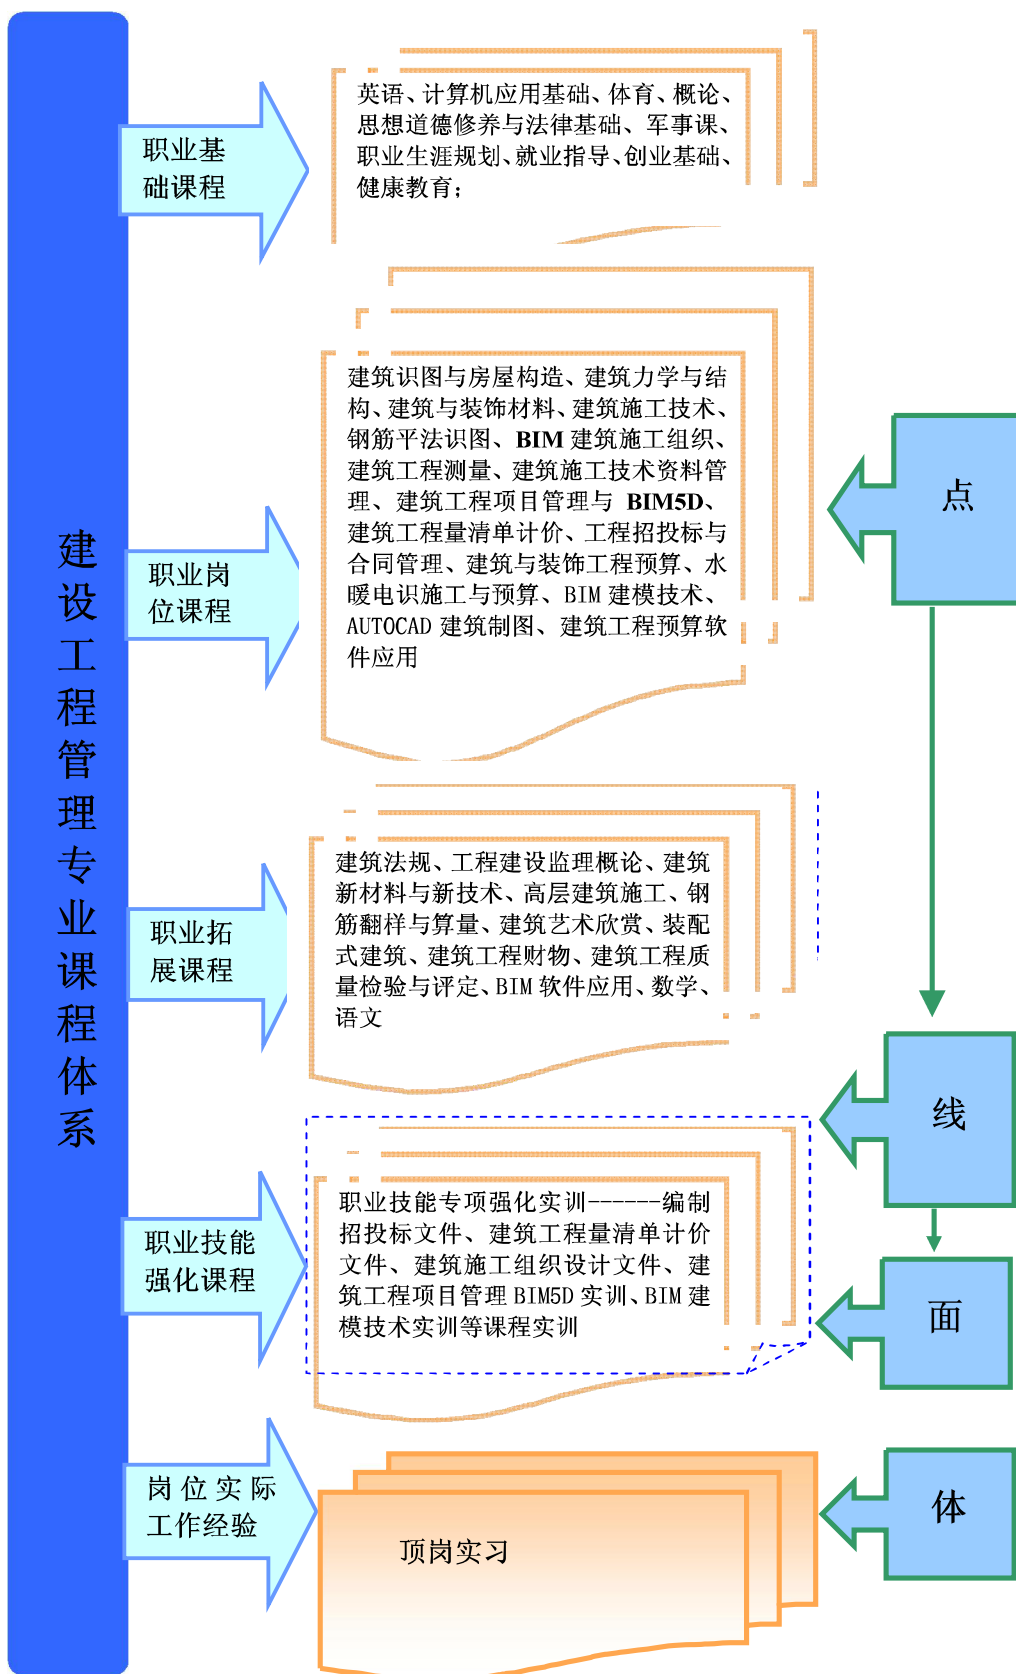 建设工程管理专业课程体系
职业基
础课程
英语、计算机应用基础、体育、概论、
思想道德修养与法律基础、军事课、
职业生涯规划、就业指导、创业基础、
健康教育；
职业岗
位课程
建筑识图与房屋构造、建筑力学与结
构、建筑与装饰材料、建筑施工技术、
钢筋平法识图、BIM 建筑施工组织、
建筑工程测量、建筑施工技术资料管
理、建筑工程项目管理与 BIM5D、
建筑工程量清单计价、工程招投标与
合同管理、建筑与装饰工程预算、水
暖电识施工与预算、BIM 建模技术、
AUTOCAD 建筑制图、建筑工程预算软
件应用
点
职业拓
展课程
建筑法规、工程建设监理概论、建筑
新材料与新技术、高层建筑施工、钢
筋翻样与算量、建筑艺术欣赏、装配
式建筑、建筑工程财物、建筑工程质
量检验与评定、BIM 软件应用、数学、
语文
线
职业技能
强化课程
职业技能专项强化实训------编制
招投标文件、建筑工程量清单计价
文件、建筑施工组织设计文件、建
筑工程项目管理 BIM5D 实训、BIM 建
模技术实训等课程实训
面
岗位实际
工作经验
顶岗实习
体